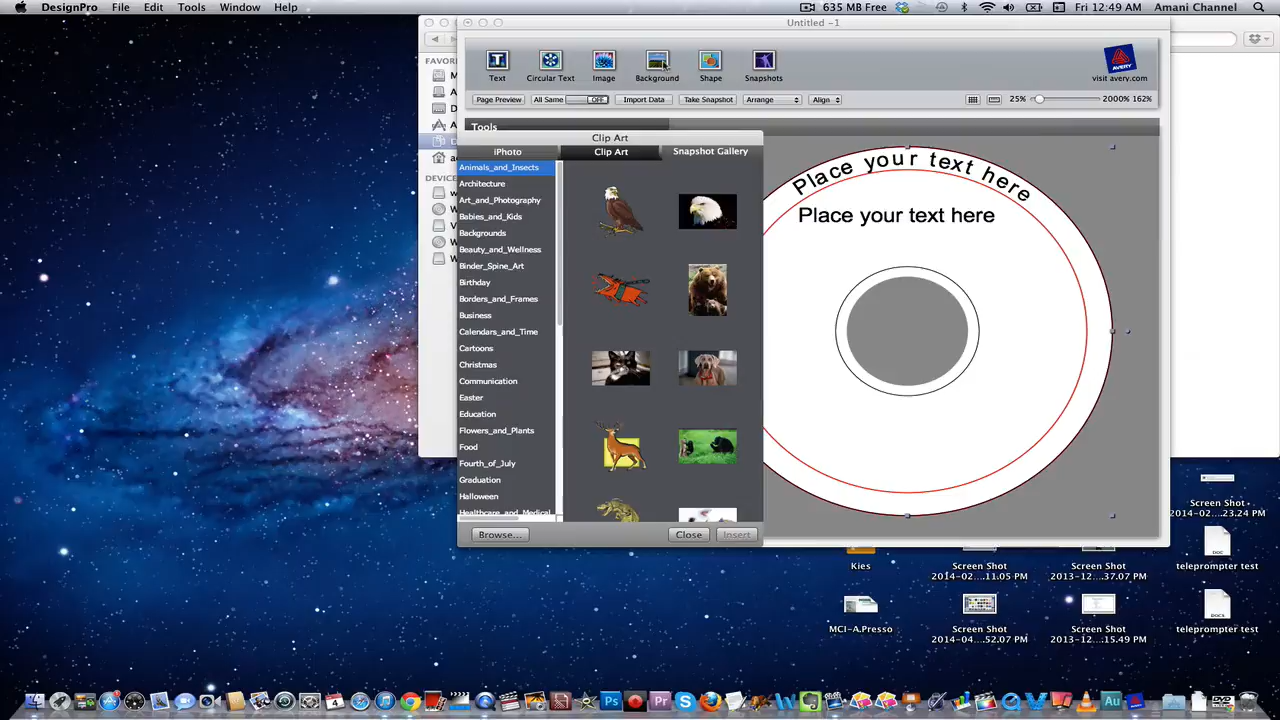 DesignPro File Edit Tools Window Help
635 MB Free Fri 12:49 AM Amani Channel
Untitled -1
Text Circular Text Image Background Shape Snapshots
AVERY
visit avery.com
Page Preview All Same OFF Import Data Take Snapshot Arrange Align 25% 2000% 162%
FAVOR
DEVIC
Tools
Clip Art
iPhoto Clip Art Snapshot Gallery
Animals_and_Insects
Architecture
Art_and_Photography
Babies_and_Kids
Backgrounds
Beauty_and_Wellness
Binder_Spine_Art
Birthday
Borders_and_Frames
Business
Calendars_and_Time
Cartoons
Christmas
Communication
Easter
Education
Flowers_and_Plants
Food
Fourth_of_July
Graduation
Halloween
Healthcare_and_Medical
Browse... Close Insert
Place your text here
Place your text here
Screen Shot
2014-02....23.24 PM
Kies
Screen Shot
2014-02....11.05 PM
Screen Shot
2013-12....37.07 PM
teleprompter test
MCI-A.Presso
Screen Shot
2014-04....52.07 PM
Screen Shot
2013-12....15.49 PM
teleprompter test